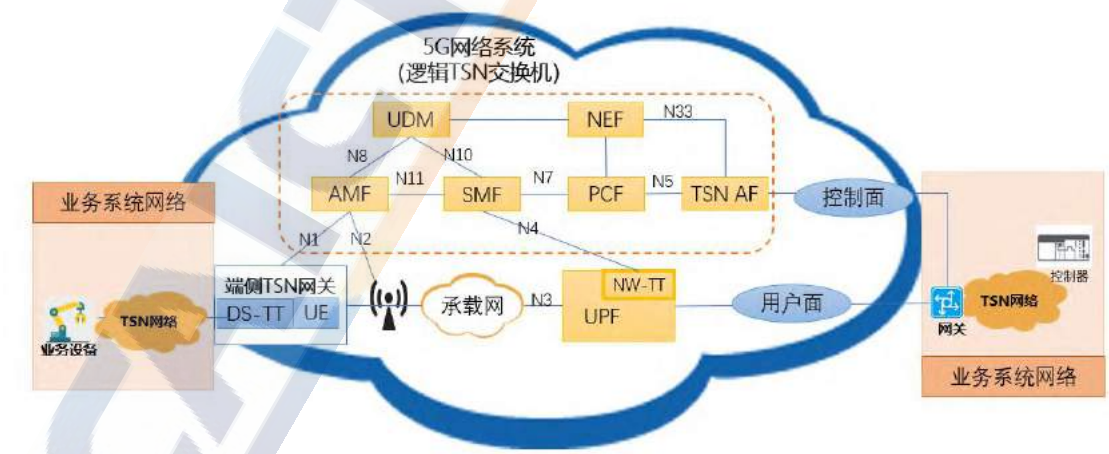 5G网络系统
(逻辑TSN交换机)
UDM
NEF
N33
N8
N10
AMF
N11
SMF
N7
PCF
N5
TSN AF
控制面
N1
N2
N4
业务系统网络
业务设备
TSN网络
端侧TSN网关
DS-TT
UE
承载网
N3
NW-TT
UPF
用户面
网关
TSN网络
控制器
业务系统网络